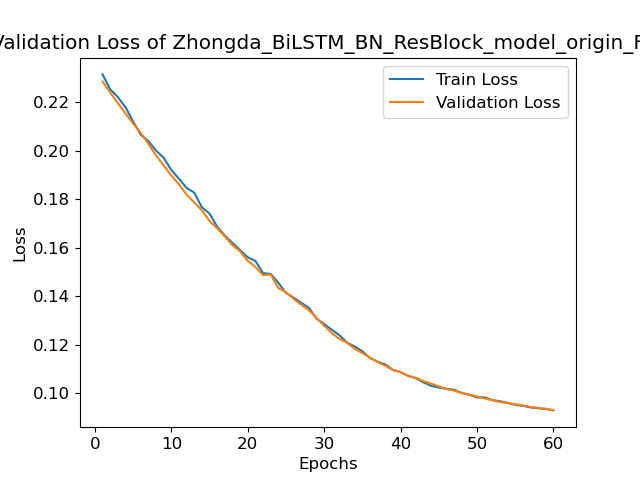 Validation Loss of Zhongda_BiLSTM_BN_ResBlock_model_origin_F
Train Loss
Validation Loss
0.22
0.20
0.18
0.16
0.14
0.12
0.10
Loss
0 10 20 30 40 50 60
Epochs